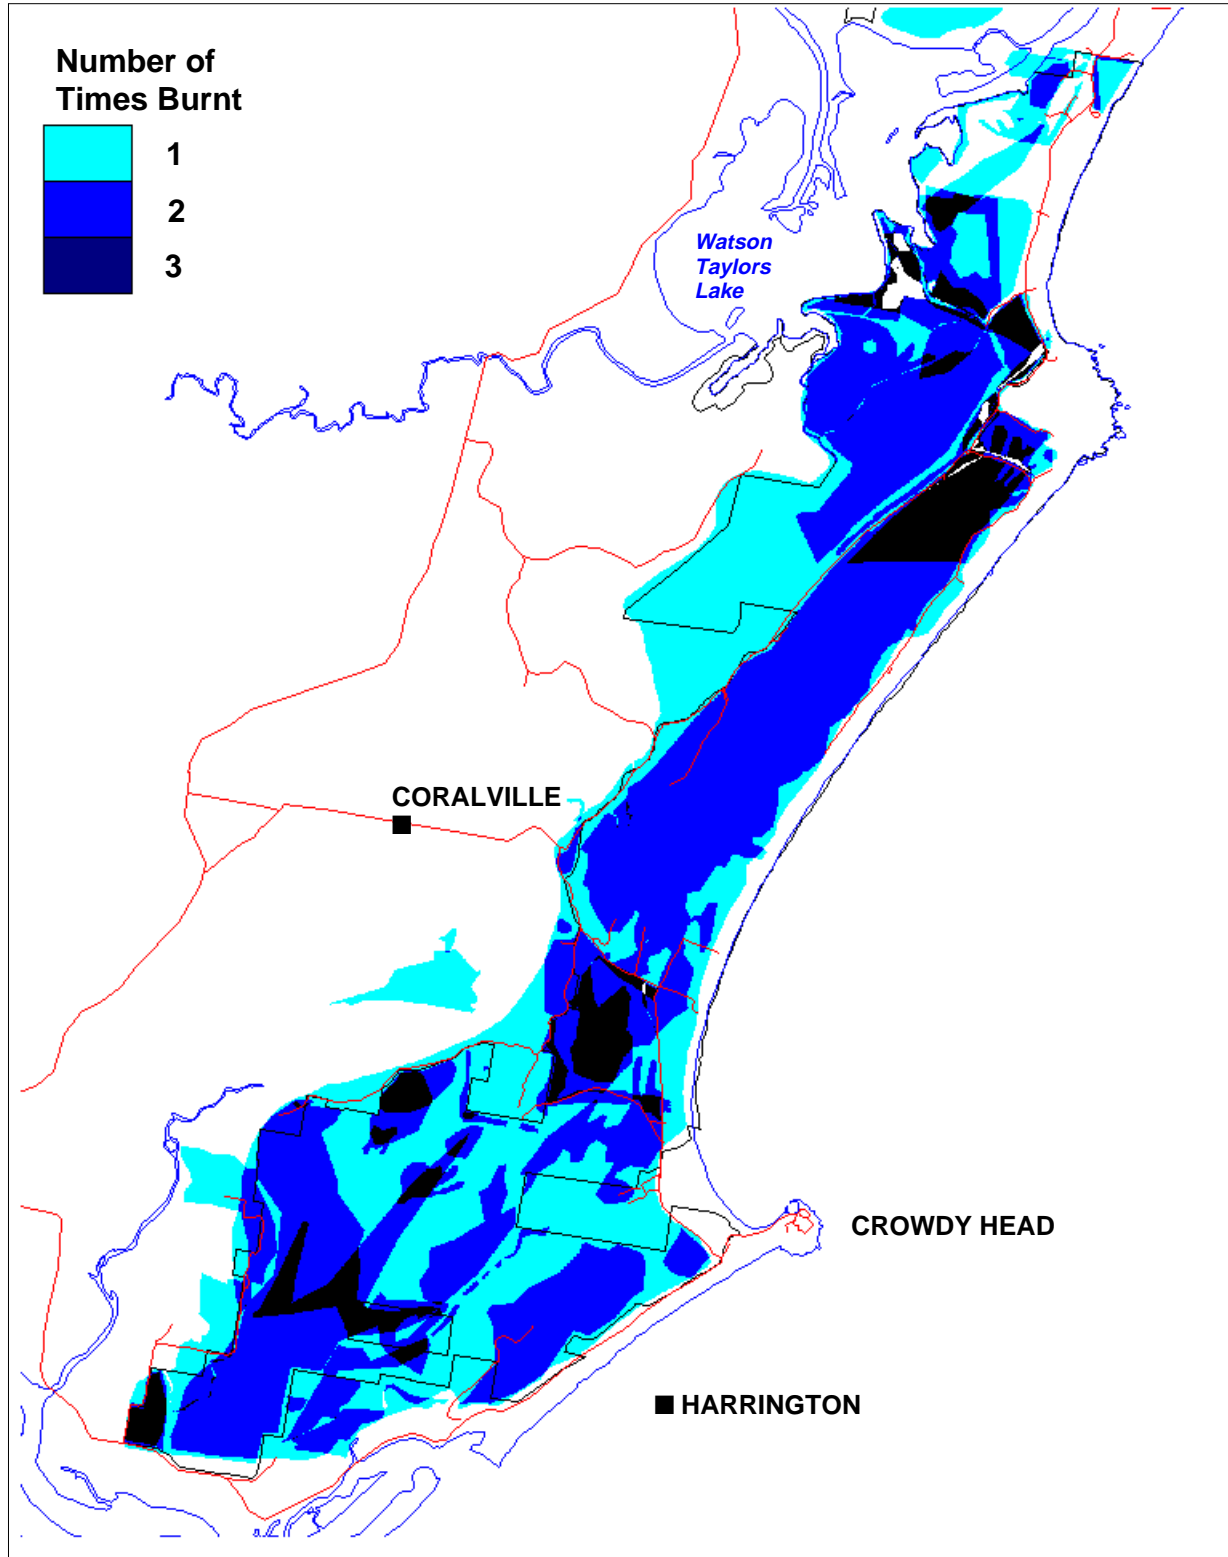 Number of
Times Burnt
1
2
3
Watson
Taylors
Lake
CORALVILLE
CROWDY HEAD
HARRINGTON